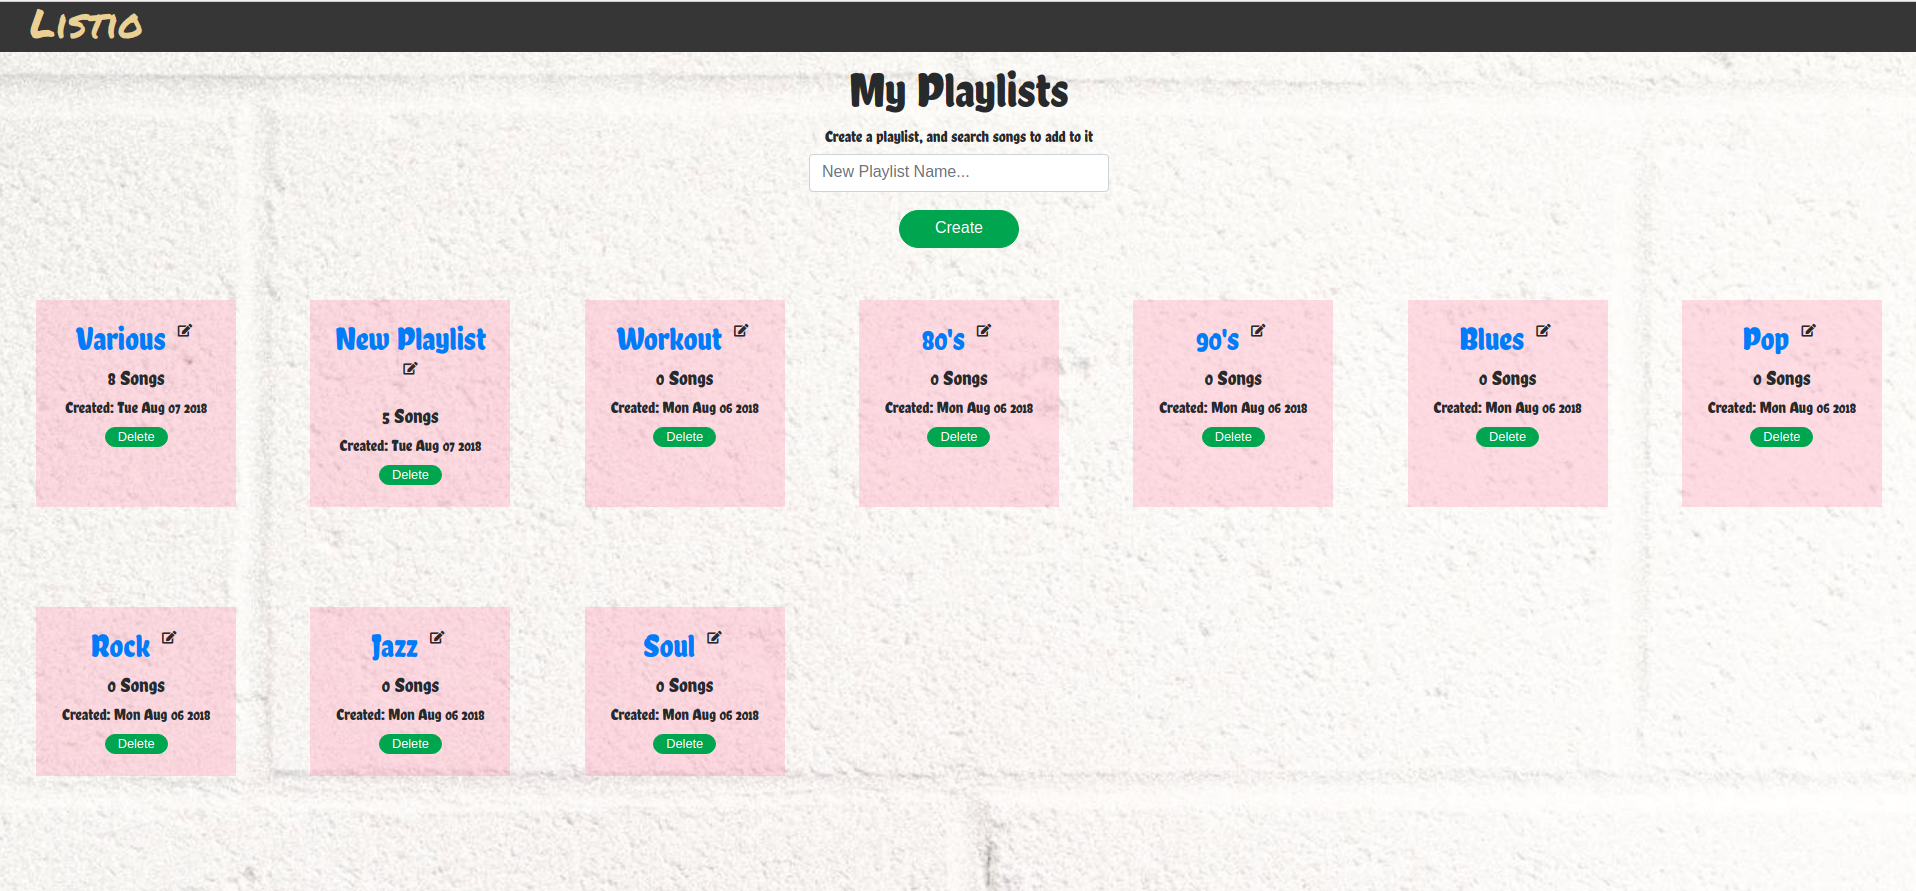 Listio
My Playlists
Create a playlist, and search songs to add to it
New Playlist Name...
Create
Various
8 Songs
Created: Tue Aug 07 2018
Delete
New Playlist
5 Songs
Created: Tue Aug 07 2018
Delete
Workout
0 Songs
Created: Mon Aug 06 2018
Delete
80's
0 Songs
Created: Mon Aug 06 2018
Delete
90's
0 Songs
Created: Mon Aug 06 2018
Delete
Blues
0 Songs
Created: Mon Aug 06 2018
Delete
Pop
0 Songs
Created: Mon Aug 06 2018
Delete
Rock
0 Songs
Created: Mon Aug 06 2018
Delete
Jazz
0 Songs
Created: Mon Aug 06 2018
Delete
Soul
0 Songs
Created: Mon Aug 06 2018
Delete